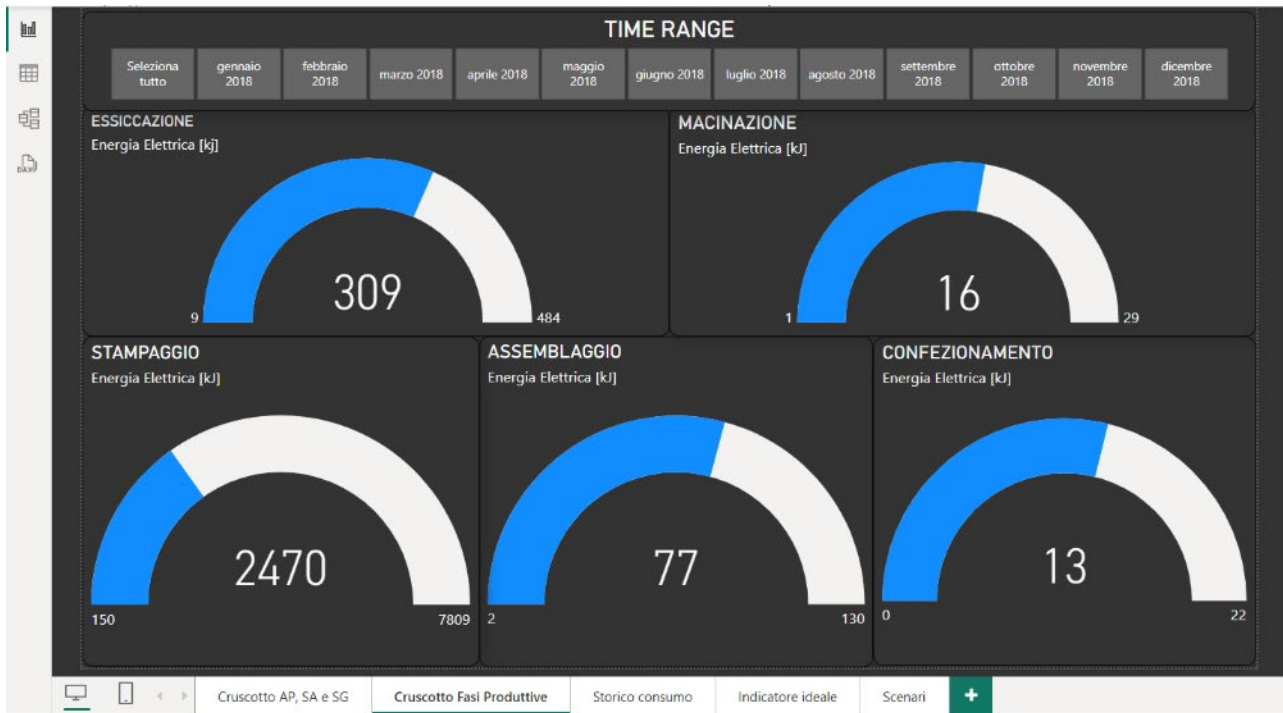 TIME RANGE
Seleziona tutto
gennaio 2018
febbraio 2018
marzo 2018
aprile 2018
maggio 2018
giugno 2018
luglio 2018
agosto 2018
settembre 2018
ottobre 2018
novembre 2018
dicembre 2018
DAX
ESSICCAZIONE
Energia Elettrica [kj]
309
9
484
MACINAZIONE
Energia Elettrica [kJ]
16
1
29
STAMPAGGIO
Energia Elettrica [kJ]
2470
150
7809
ASSEMBLAGGIO
Energia Elettrica [kJ]
77
2
130
CONFEZIONAMENTO
Energia Elettrica [kJ]
13
0
22
Cruscotto AP, SA e SG
Cruscotto Fasi Produttive
Storico consumo
Indicatore ideale
Scenari
+